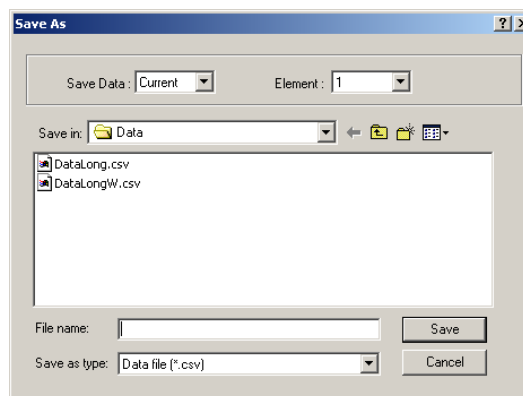 Save As
Save Data : Current Element : 1
Save in: Data
DataLong.csv
DataLongW.csv
File name: Save
Save as type: Data file (*.csv) Cancel